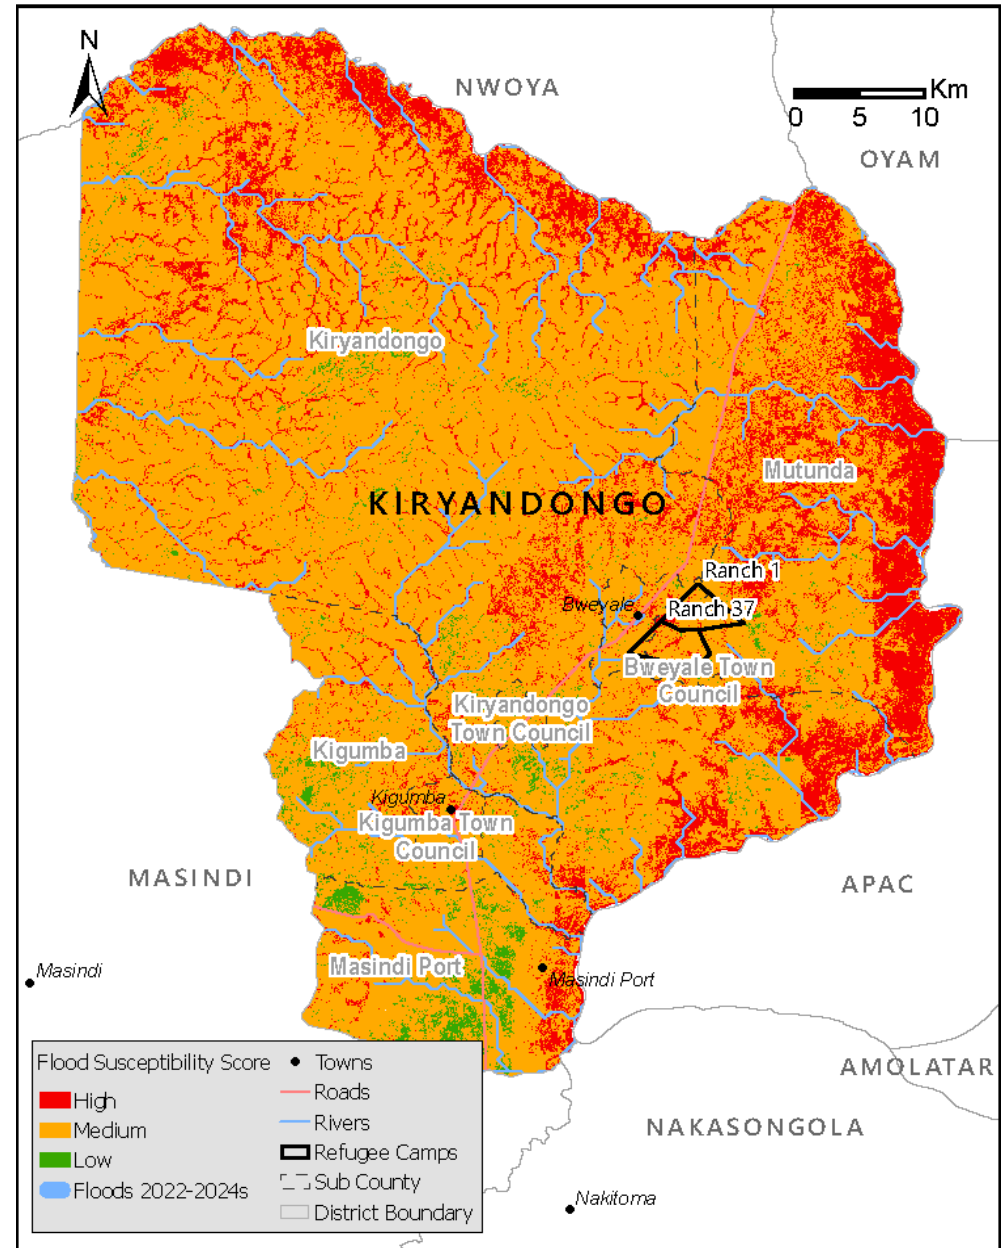 N
NWOYA
Km
0 5 10
OYAM
Kiryandongo
Mutunda
KIRYANDONGO
Ranch 1
Bweyale
Ranch 37
Bweyale Town
Council
Kiryandongo
Town Council
Kigumba
Kigumba
Kigumba Town
Council
MASINDI
APAC
Masindi
Masindi Port
Masindi Port
Flood Susceptibility Score
High
Medium
Low
Floods 2022-2024s
Towns
Roads
Rivers
Refugee Camps
Sub County
District Boundary
AMOLATAR
NAKASONGOLA
Nakitoma